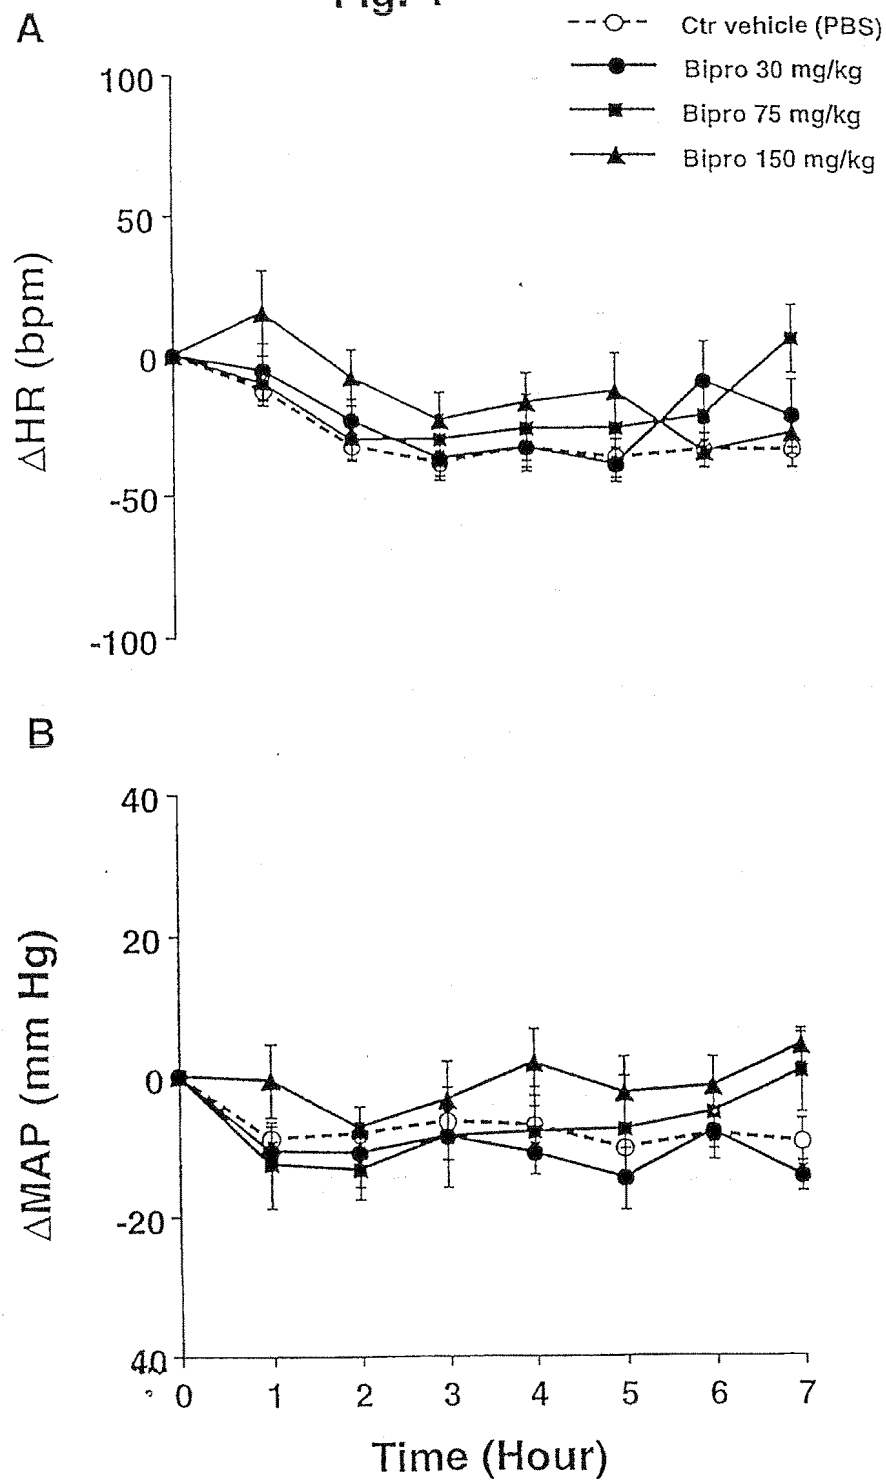 A
Ctr vehicle (PBS)
Bipro 30 mg/kg
Bipro 75 mg/kg
Bipro 150 mg/kg
100
50
0
-50
-100
ΔHR (bpm)
B
40
20
0
-20
40
ΔMAP (mm Hg)
0 1 2 3 4 5 6 7
Time (Hour)